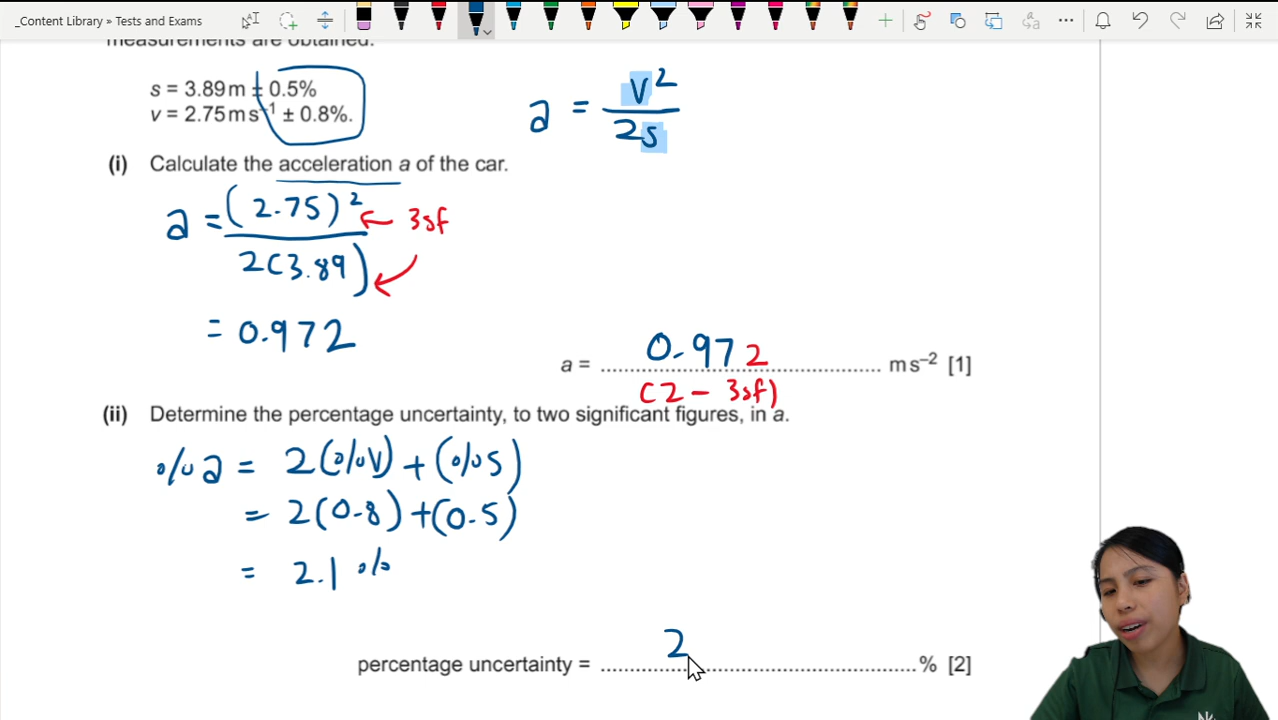 _Content Library » Tests and Exams
measurements are obtained.
s = 3.89 m ± 0.5%
v = 2.75 m s⁻¹ ± 0.8%.
a = v² / 2s
(i) Calculate the acceleration a of the car.
a = (2.75)² / 2(3.89)
← 3sf
= 0.972
a = 0.972 m s⁻² [1]
(2 – 3sf)
(ii) Determine the percentage uncertainty, to two significant figures, in a.
%a = 2(%v) + (%s)
= 2(0.8) + (0.5)
= 2.1 %
percentage uncertainty = 2 % [2]